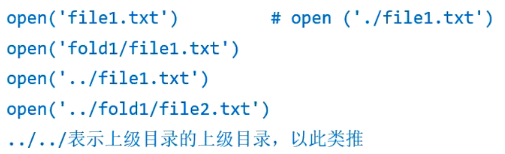 open('file1.txt')        # open ('./file1.txt')
open('fold1/file1.txt')
open('../file1.txt')
open('../fold1/file2.txt')
../../表示上级目录的上级目录，以此类推